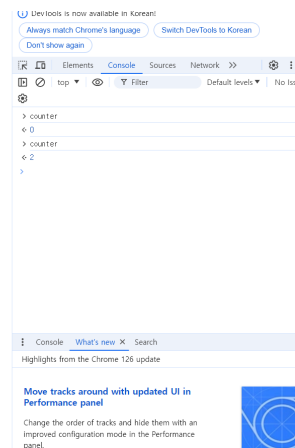 DevTools is now available in Korean!
Always match Chrome's language Switch DevTools to Korean
Don't show again
Elements Console Sources Network
top Filter Default levels No Iss
> counter
0
> counter
2
>
Console What's new × Search
Highlights from the Chrome 126 update
Move tracks around with updated UI in
Performance panel
Change the order of tracks and hide them with an
improved configuration mode in the Performance
panel.